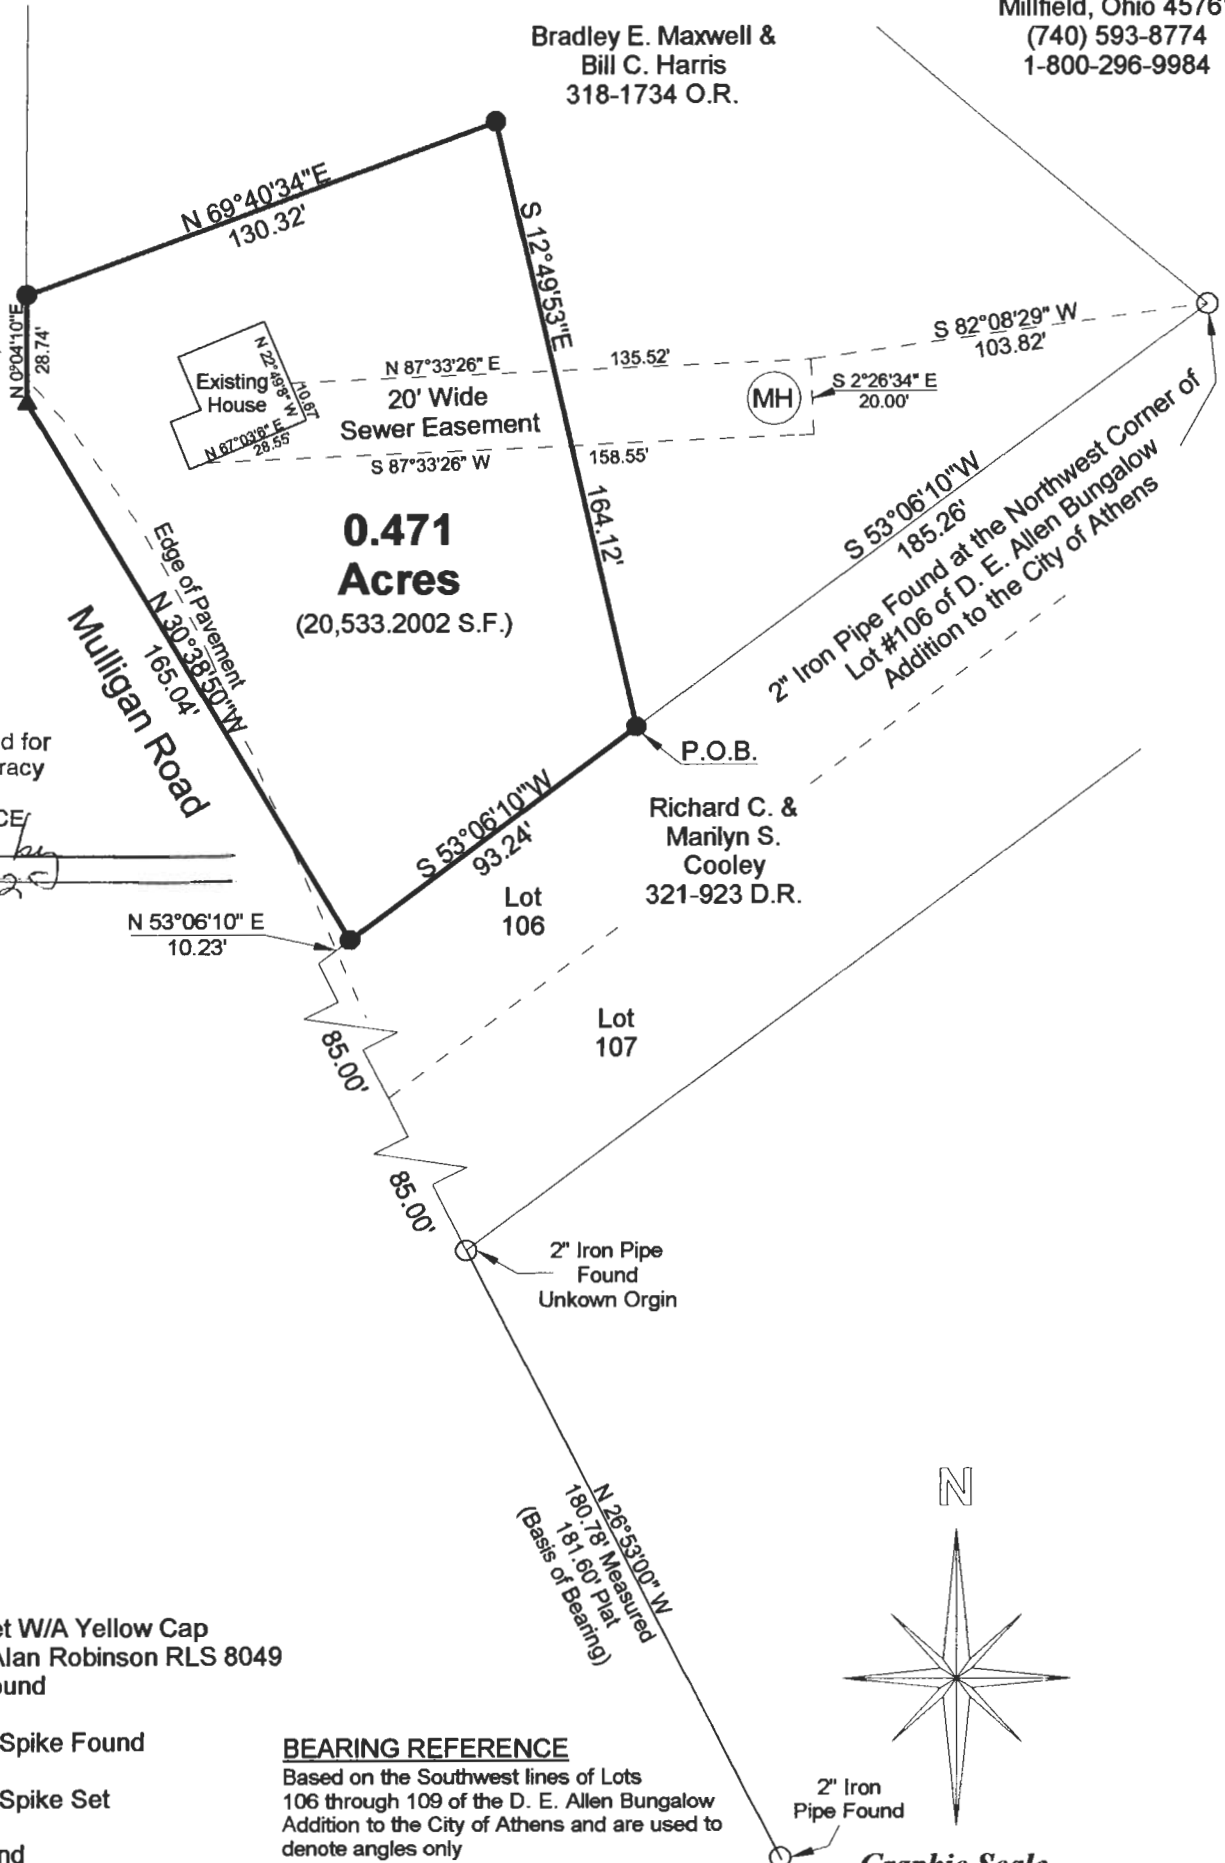 Bradley E. Maxwell &
Bill C. Harris
318-1734 O.R.
Millfield, Ohio
(740) 593-8774
1-800-296-9984
N 69°40'34"E
130.32'
S 12°49'53"E
164.12'
N 0°04'10"E
28.74'
Existing
House
N 22°49'8" W
10.67'
N 67°03'6" E
28.55'
N 87°33'26" E
135.52'
20' Wide
Sewer Easement
S 87°33'26" W
158.55'
MH
S 2°26'34" E
20.00'
S 82°08'29" W
103.82'
S 53°06'10"W
185.26'
2" Iron Pipe Found at the Northwest Corner of
Lot #106 of D. E. Allen Bungalow
Addition to the City of Athens
0.471
Acres
(20,533.2002 S.F.)
Edge of Pavement
N 30°38'50"W
165.04'
Mulligan Road
d for
racy
CE
P.O.B.
S 53°06'10"W
93.24'
Richard C. &
Marilyn S.
Cooley
321-923 D.R.
Lot
106
N 53°06'10" E
10.23'
Lot
107
85.00'
85.00'
2" Iron Pipe
Found
Unkown Orgin
N 26°53'00" W
180.78' Measured
181.60' Plat
(Basis of Bearing)
N
et W/A Yellow Cap
Alan Robinson RLS 8049
ound
Spike Found
Spike Set
nd
BEARING REFERENCE
Based on the Southwest lines of Lots
106 through 109 of the D. E. Allen Bungalow
Addition to the City of Athens and are used to
denote angles only
2" Iron
Pipe Found
Graphic Scale